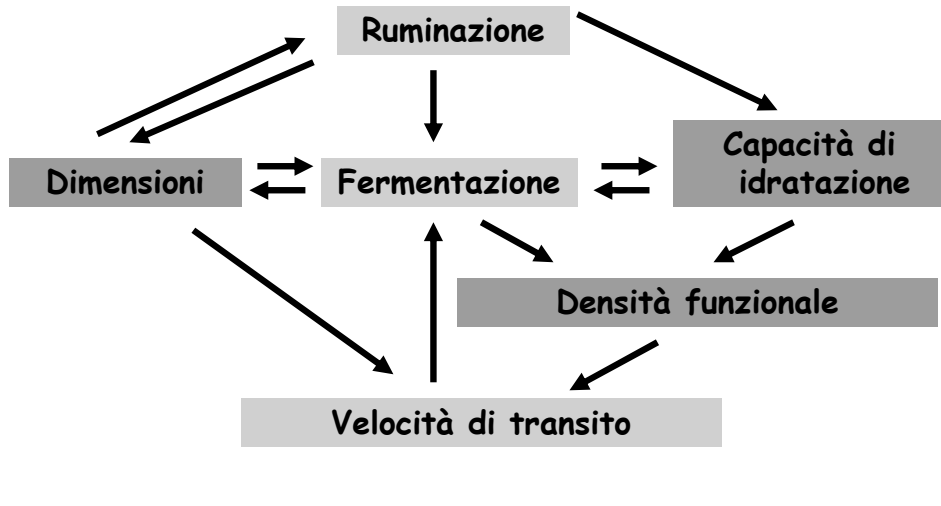 Ruminazione
Capacità di
idratazione
Dimensioni
Fermentazione
Densità funzionale
Velocità di transito